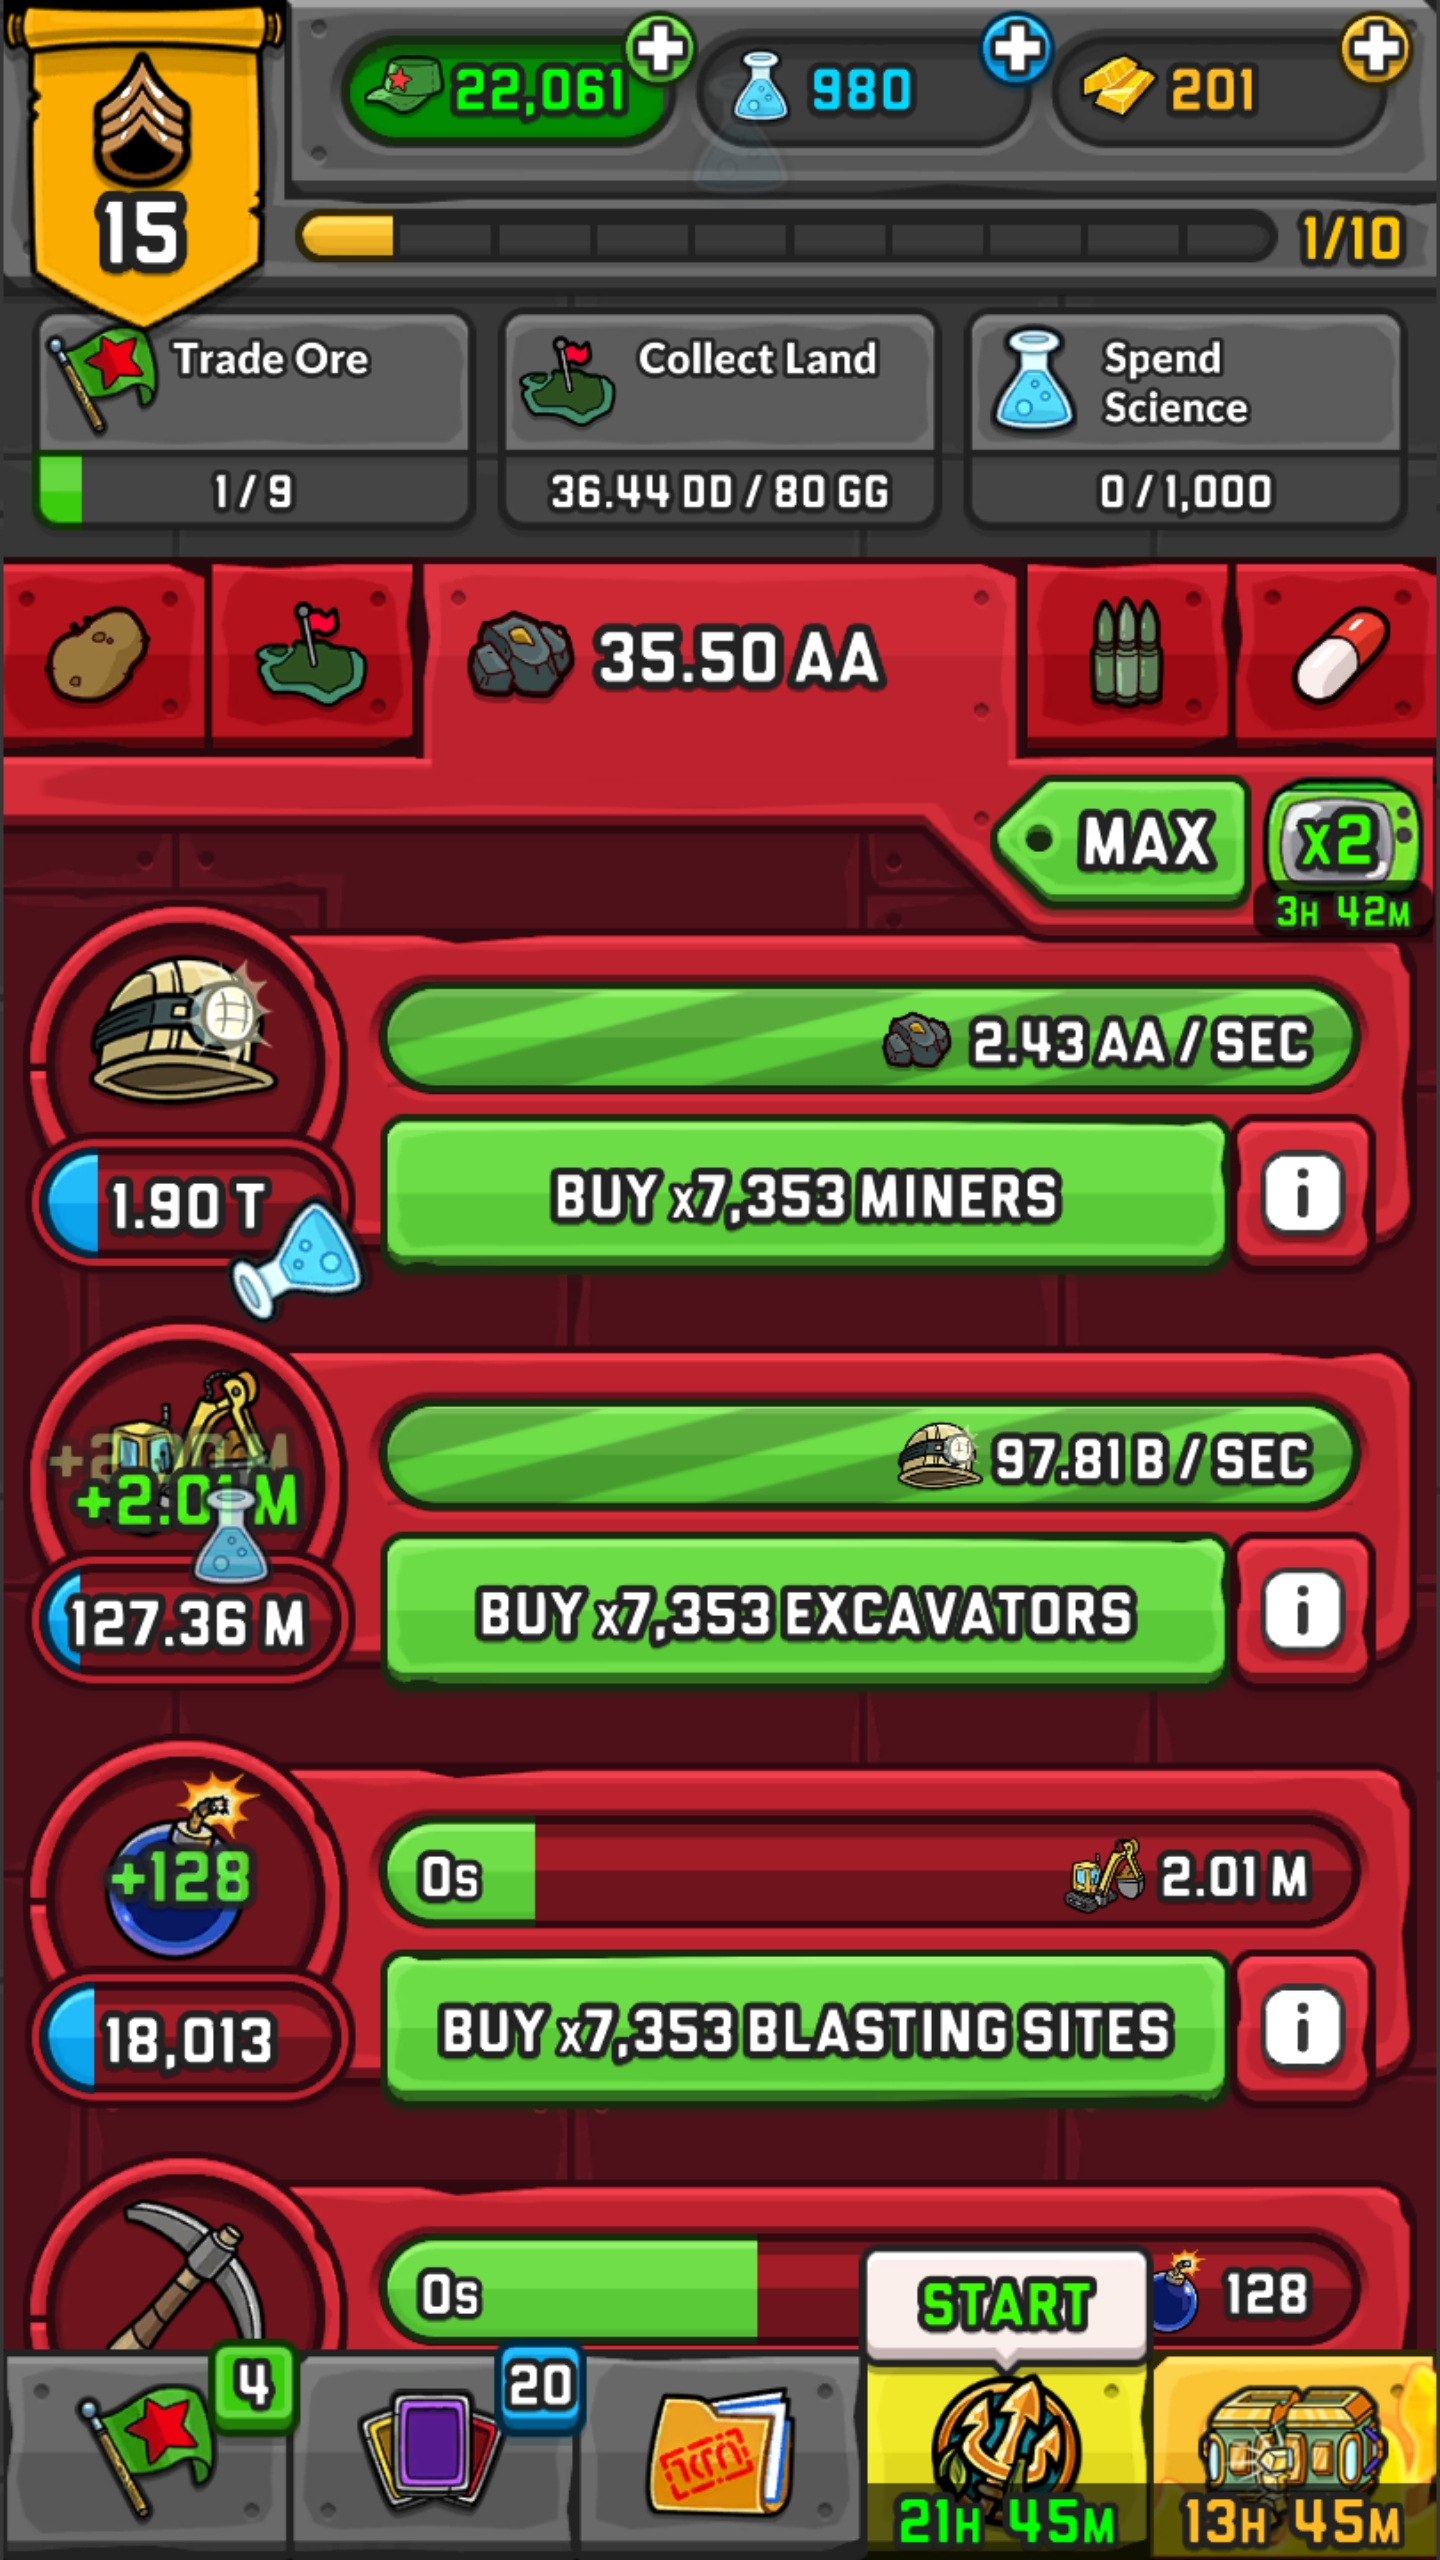 22,061
980
201
15
1/10
Trade Ore
Collect Land
Spend
Science
1 / 9
36.44 DD / 80 GG
0 / 1,000
35.50 AA
MAX
x2
3H 42M
2.43 AA / SEC
1.90 T
BUY x7,353 MINERS
i
97.81 B / SEC
+2.01 M
127.36 M
BUY x7,353 EXCAVATORS
i
+128
0s
2.01 M
18,013
BUY x7,353 BLASTING SITES
i
0s
128
START
4
20
21H 45M
13H 45M